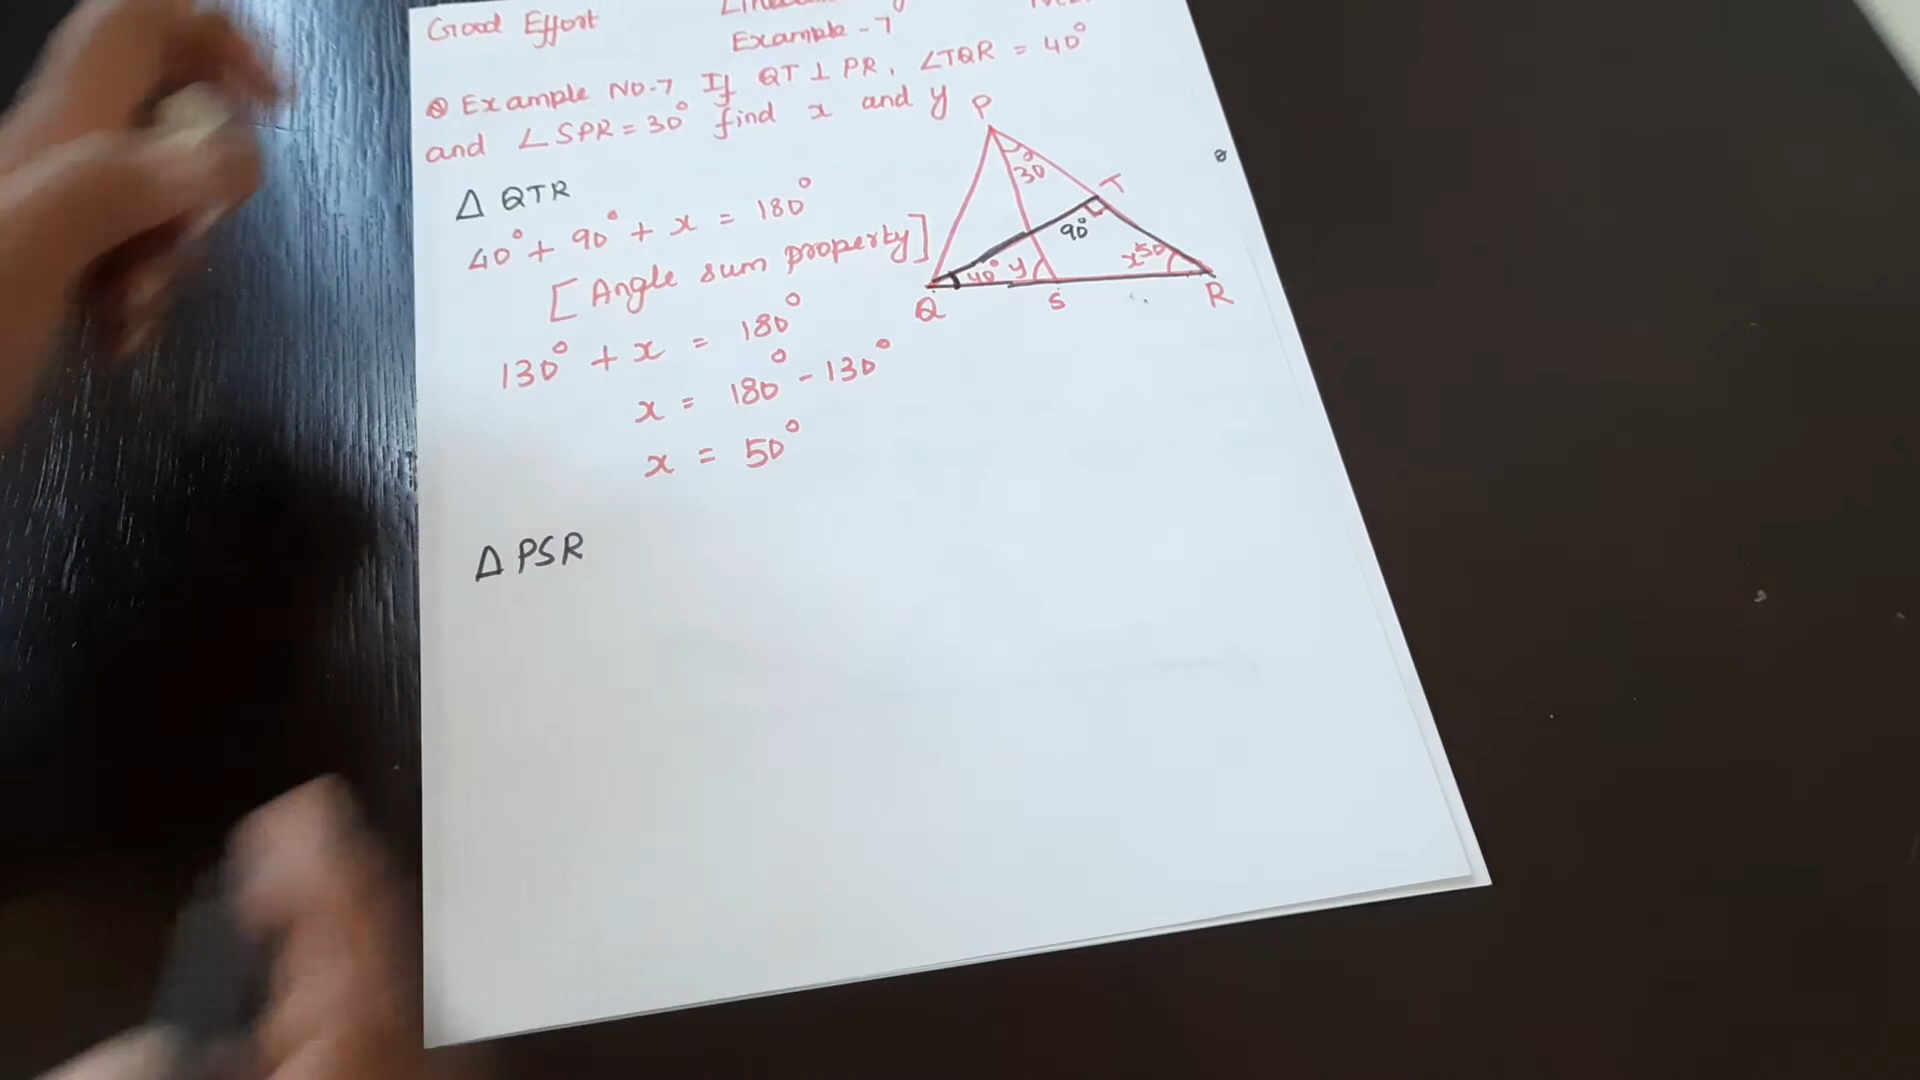 Good Effort
Example - 7
Q Example No.7 If QT ⊥ PR, ∠TQR = 40°
and ∠SPR = 30° find x and y
P
30
T
90°
x 50
40° y
Q S R
△ QTR
40° + 90° + x = 180°
[Angle sum property]
130° + x = 180°
x = 180° - 130°
x = 50°
△ PSR